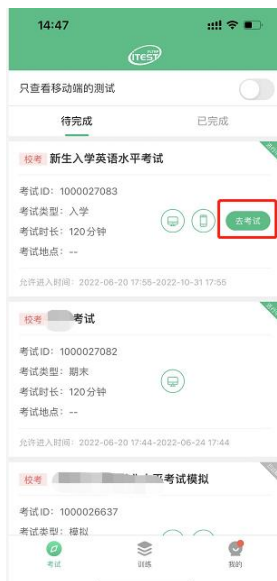 14:47
iTEST
只查看移动端的测试
待完成 已完成
校考 新生入学英语水平考试
考试ID: 1000027083
考试类型: 入学
考试时长: 120分钟
去考试
考试地点: --
允许进入时间: 2022-06-20 17:55-2022-10-31 17:55
校考 考试
考试ID: 1000027082
考试类型: 期末
考试时长: 120分钟
考试地点: --
允许进入时间: 2022-06-20 17:44-2022-06-24 17:44
校考 平考试模拟
考试ID: 1000026637
考试类型: 模拟
考试 训练 我的